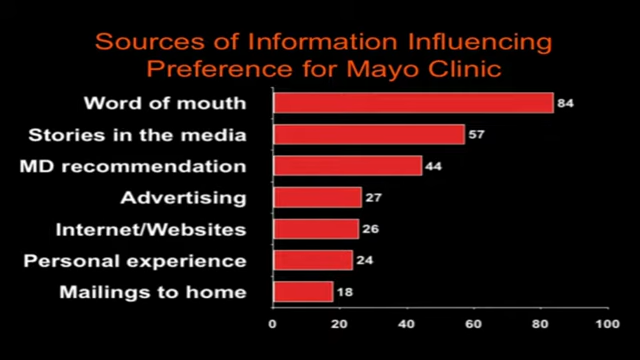 Sources of Information Influencing
Preference for Mayo Clinic
Word of mouth 84
Stories in the media 57
MD recommendation 44
Advertising 27
Internet/Websites 26
Personal experience 24
Mailings to home 18
0 20 40 60 80 100